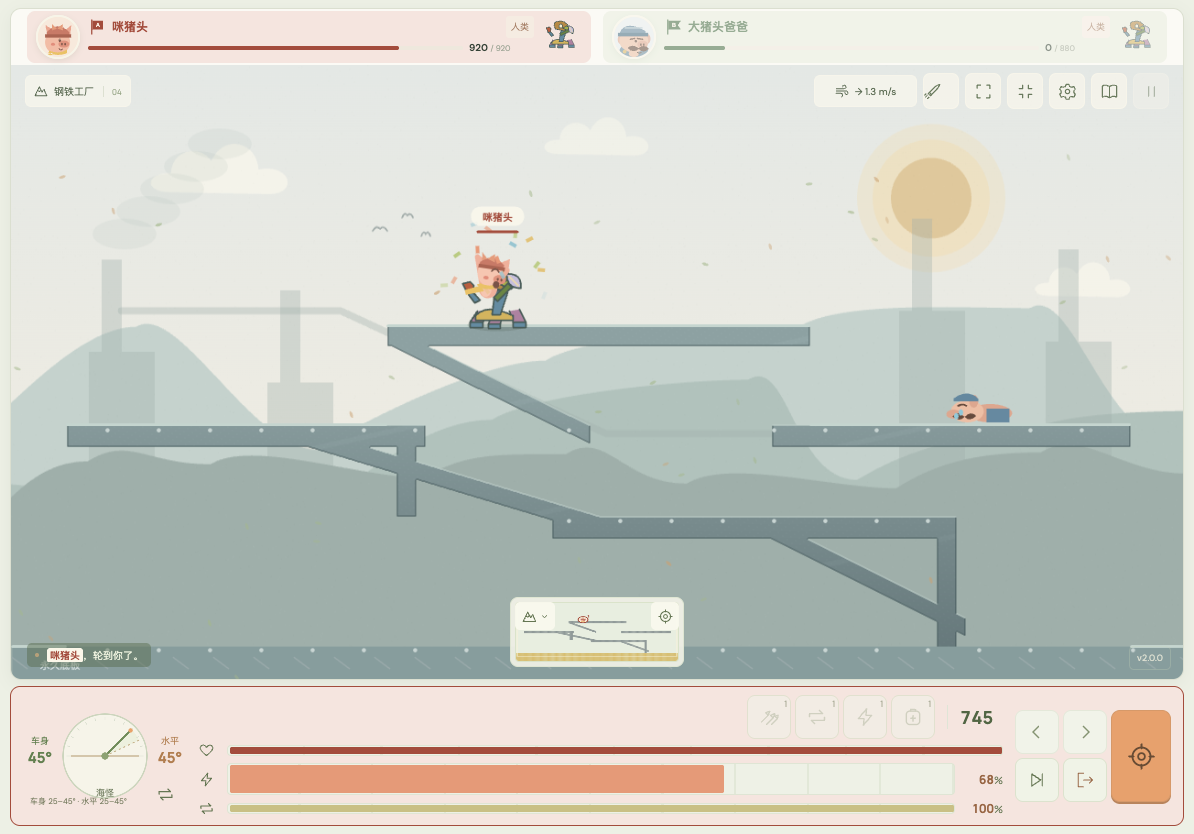 咪猪头
人类
920 / 920
大猪头爸爸
人类
0 / 880
钢铁工厂 04
→ 1.3 m/s
咪猪头
咪猪头，轮到你了。
v2.0.0
1
1
1
1
745
车身
45°
水平
45°
海怪
车身 25–45° · 水平 25–45°
68%
100%